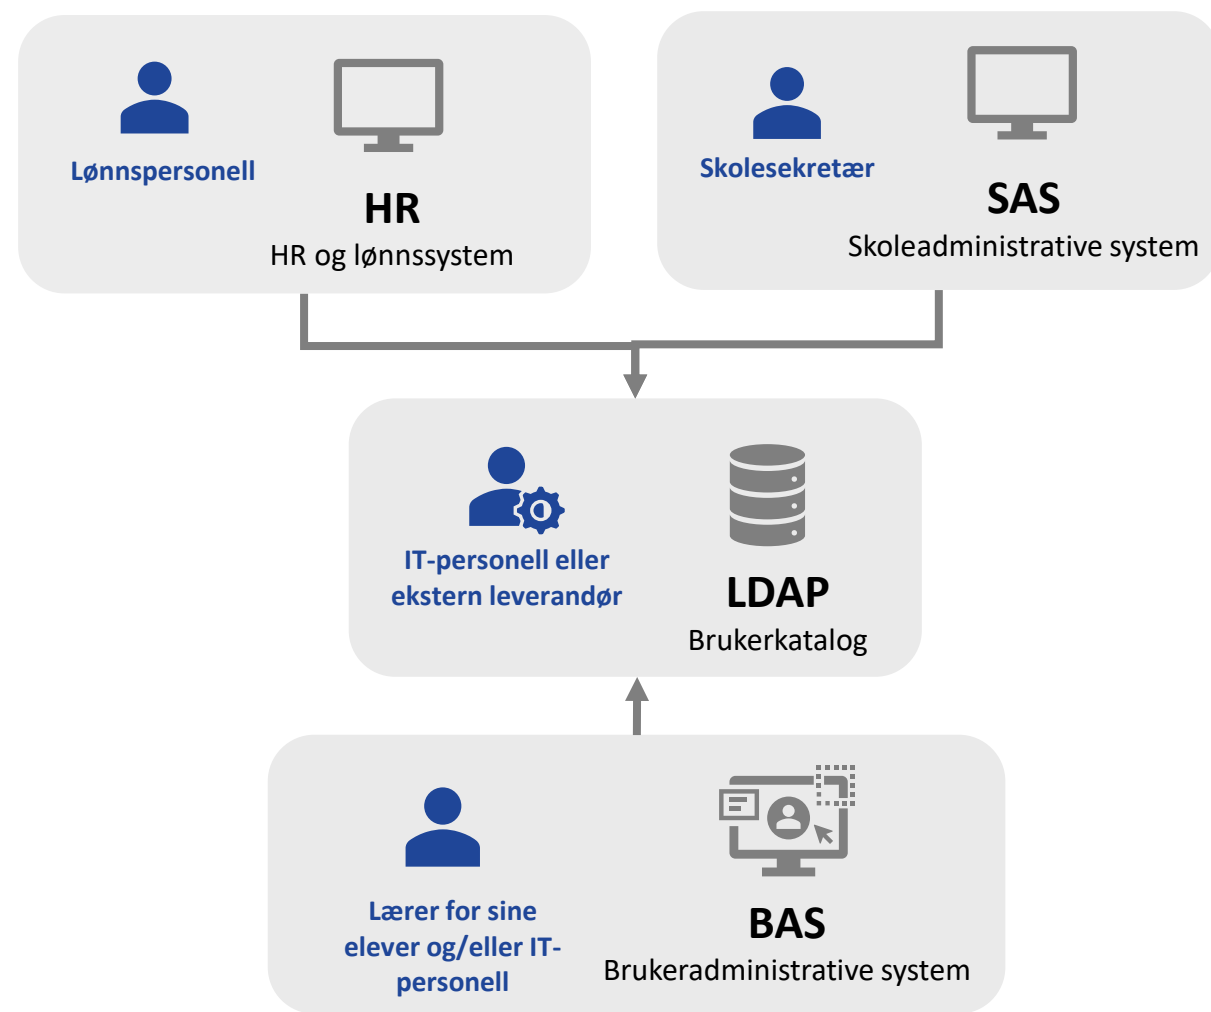 Lønnspersonell
HR
HR og lønnssystem
Skolesekretær
SAS
Skoleadministrative system
IT-personell eller
ekstern leverandør
LDAP
Brukerkatalog
Lærer for sine
elever og/eller IT-
personell
BAS
Brukeradministrative system